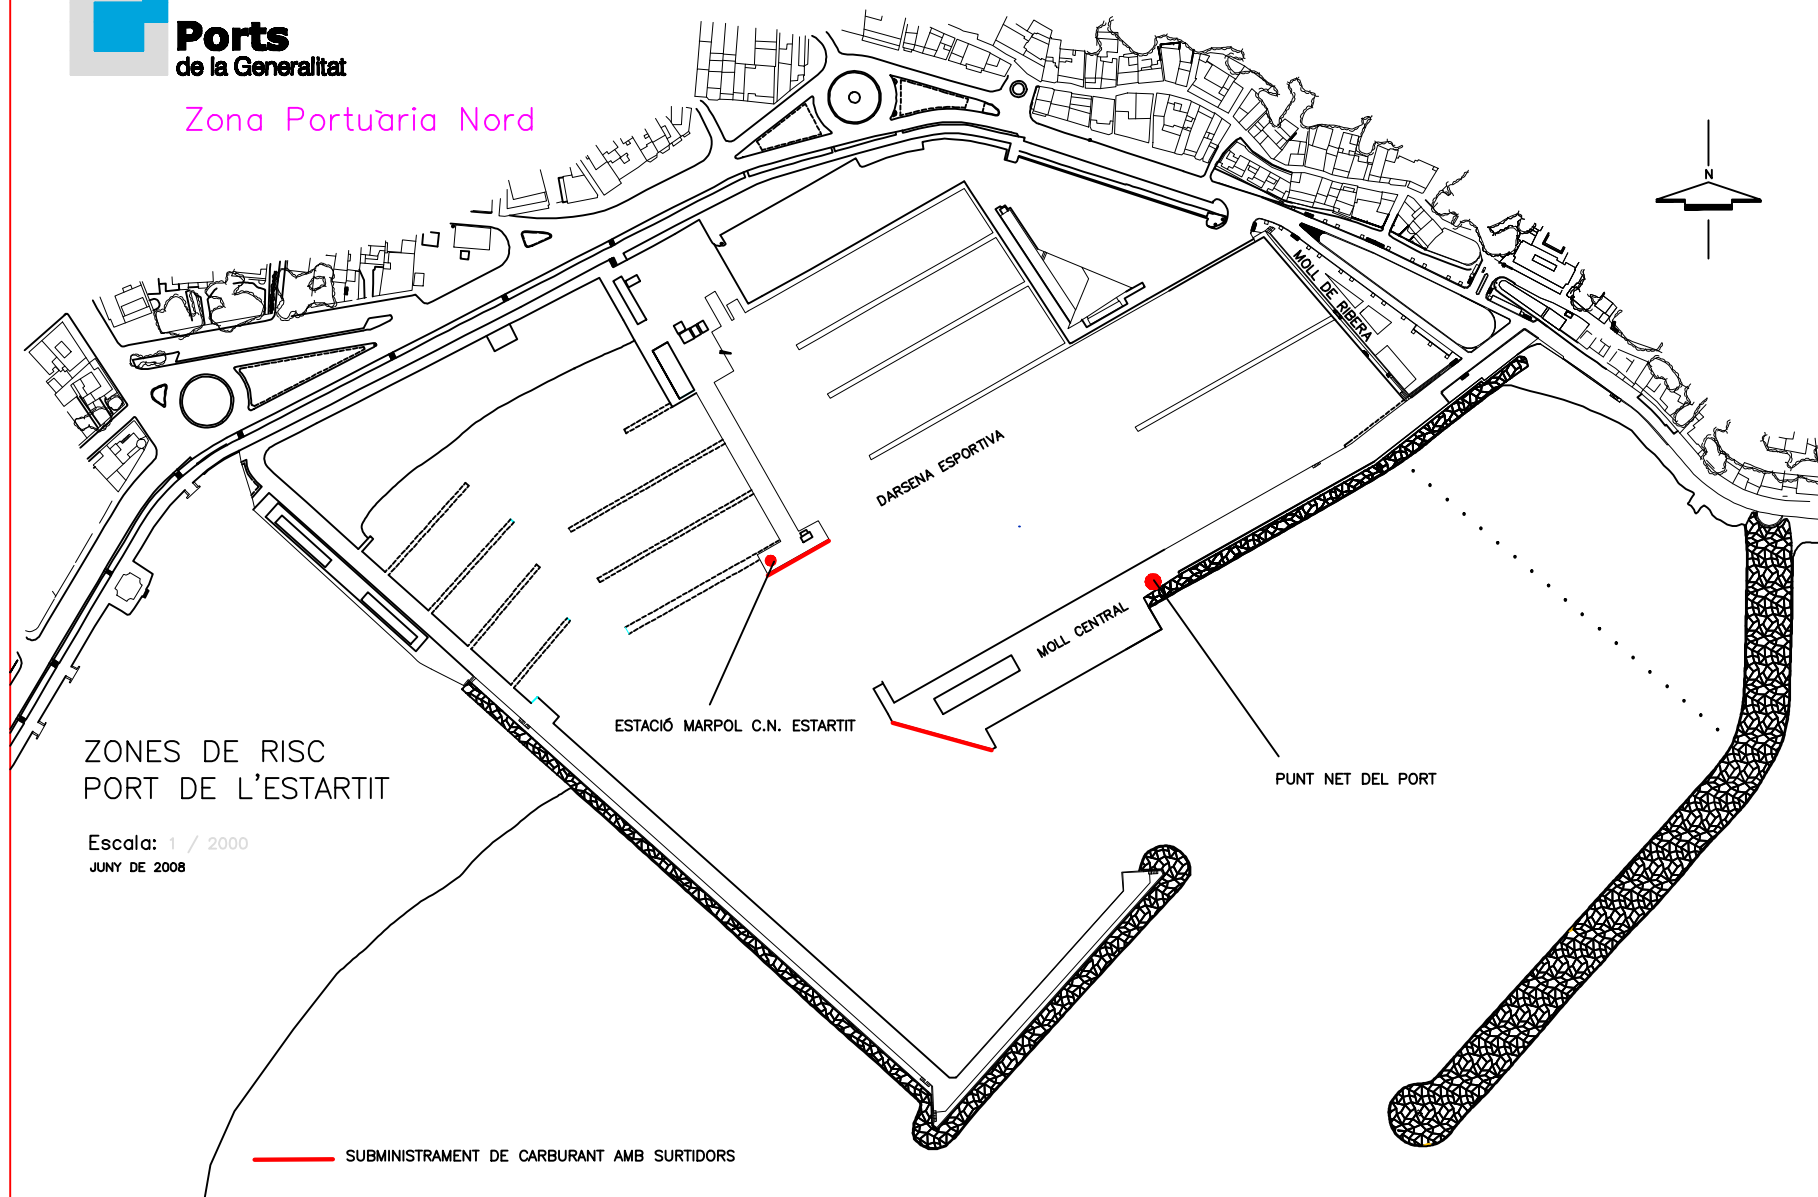 Ports
de la Generalitat
Zona Portuària Nord
N
MOLL DE RIBERA
DARSENA ESPORTIVA
MOLL CENTRAL
ESTACIÓ MARPOL C.N. ESTARTIT
PUNT NET DEL PORT
ZONES DE RISC
PORT DE L'ESTARTIT
Escala: 1 / 2000
JUNY DE 2008
SUBMINISTRAMENT DE CARBURANT AMB SURTIDORS